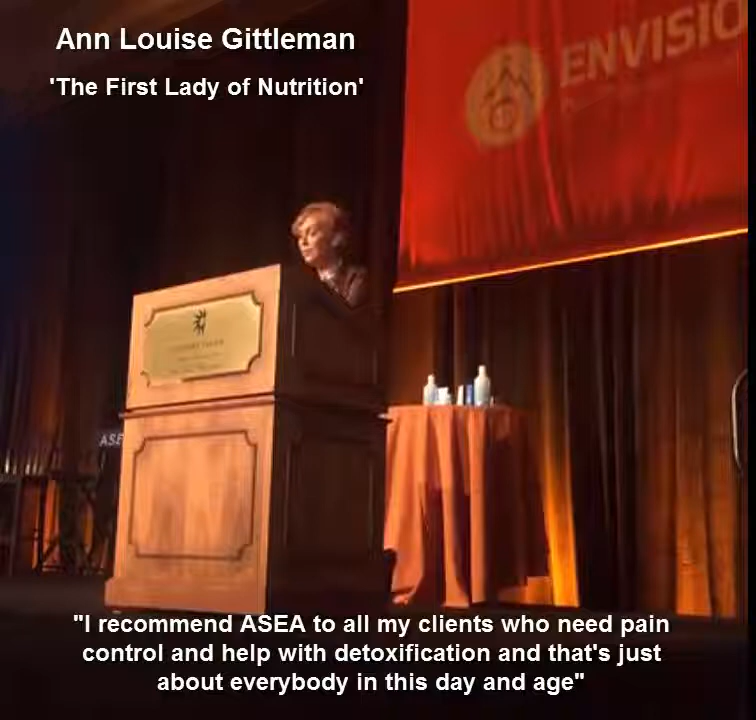 Ann Louise Gittleman
'The First Lady of Nutrition'
ENVISIO
ASE
"I recommend ASEA to all my clients who need pain
control and help with detoxification and that's just
about everybody in this day and age"